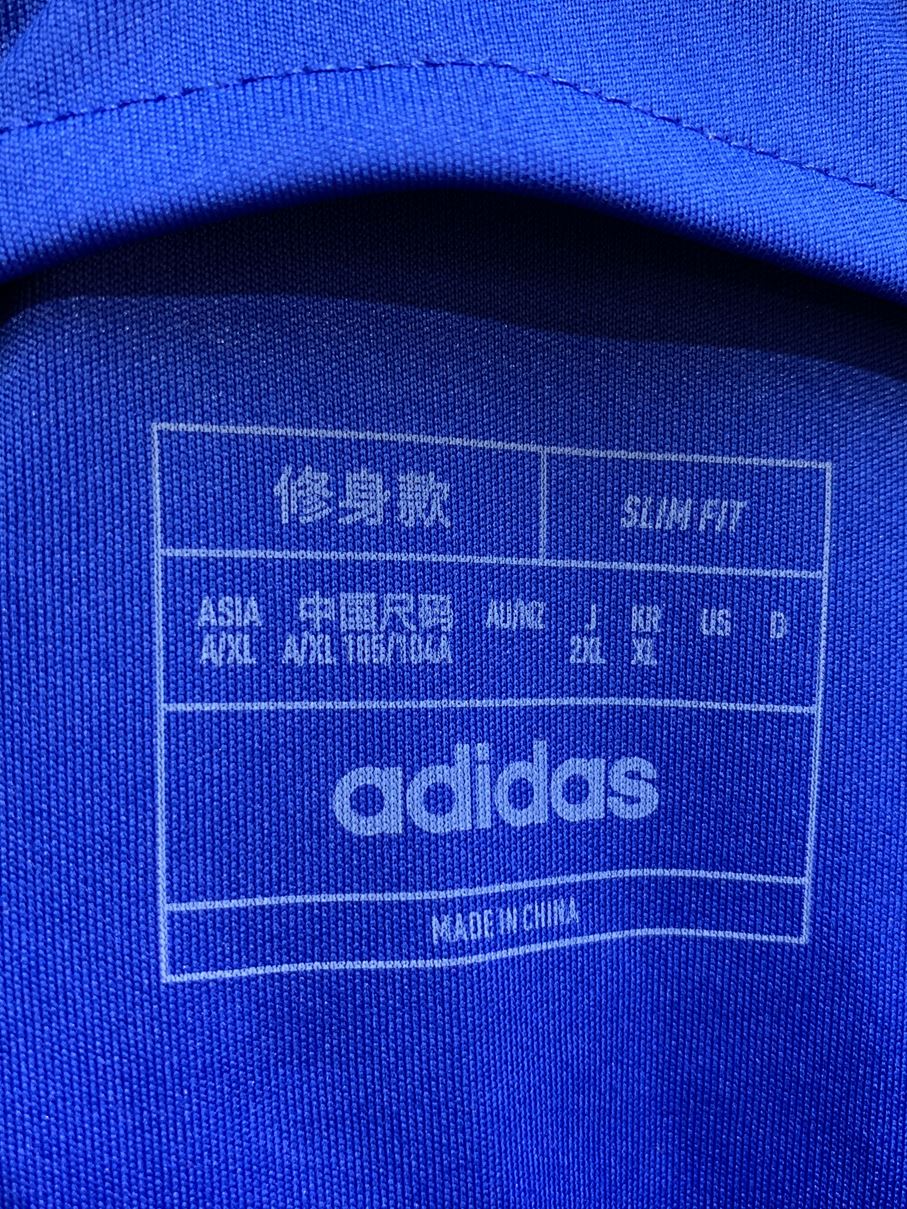 修身款 SLIM FIT
ASIA 中国尺码 AU/NZ J KR US D
A/XL A/XL 185/104A 2XL XL
adidas
MADE IN CHINA